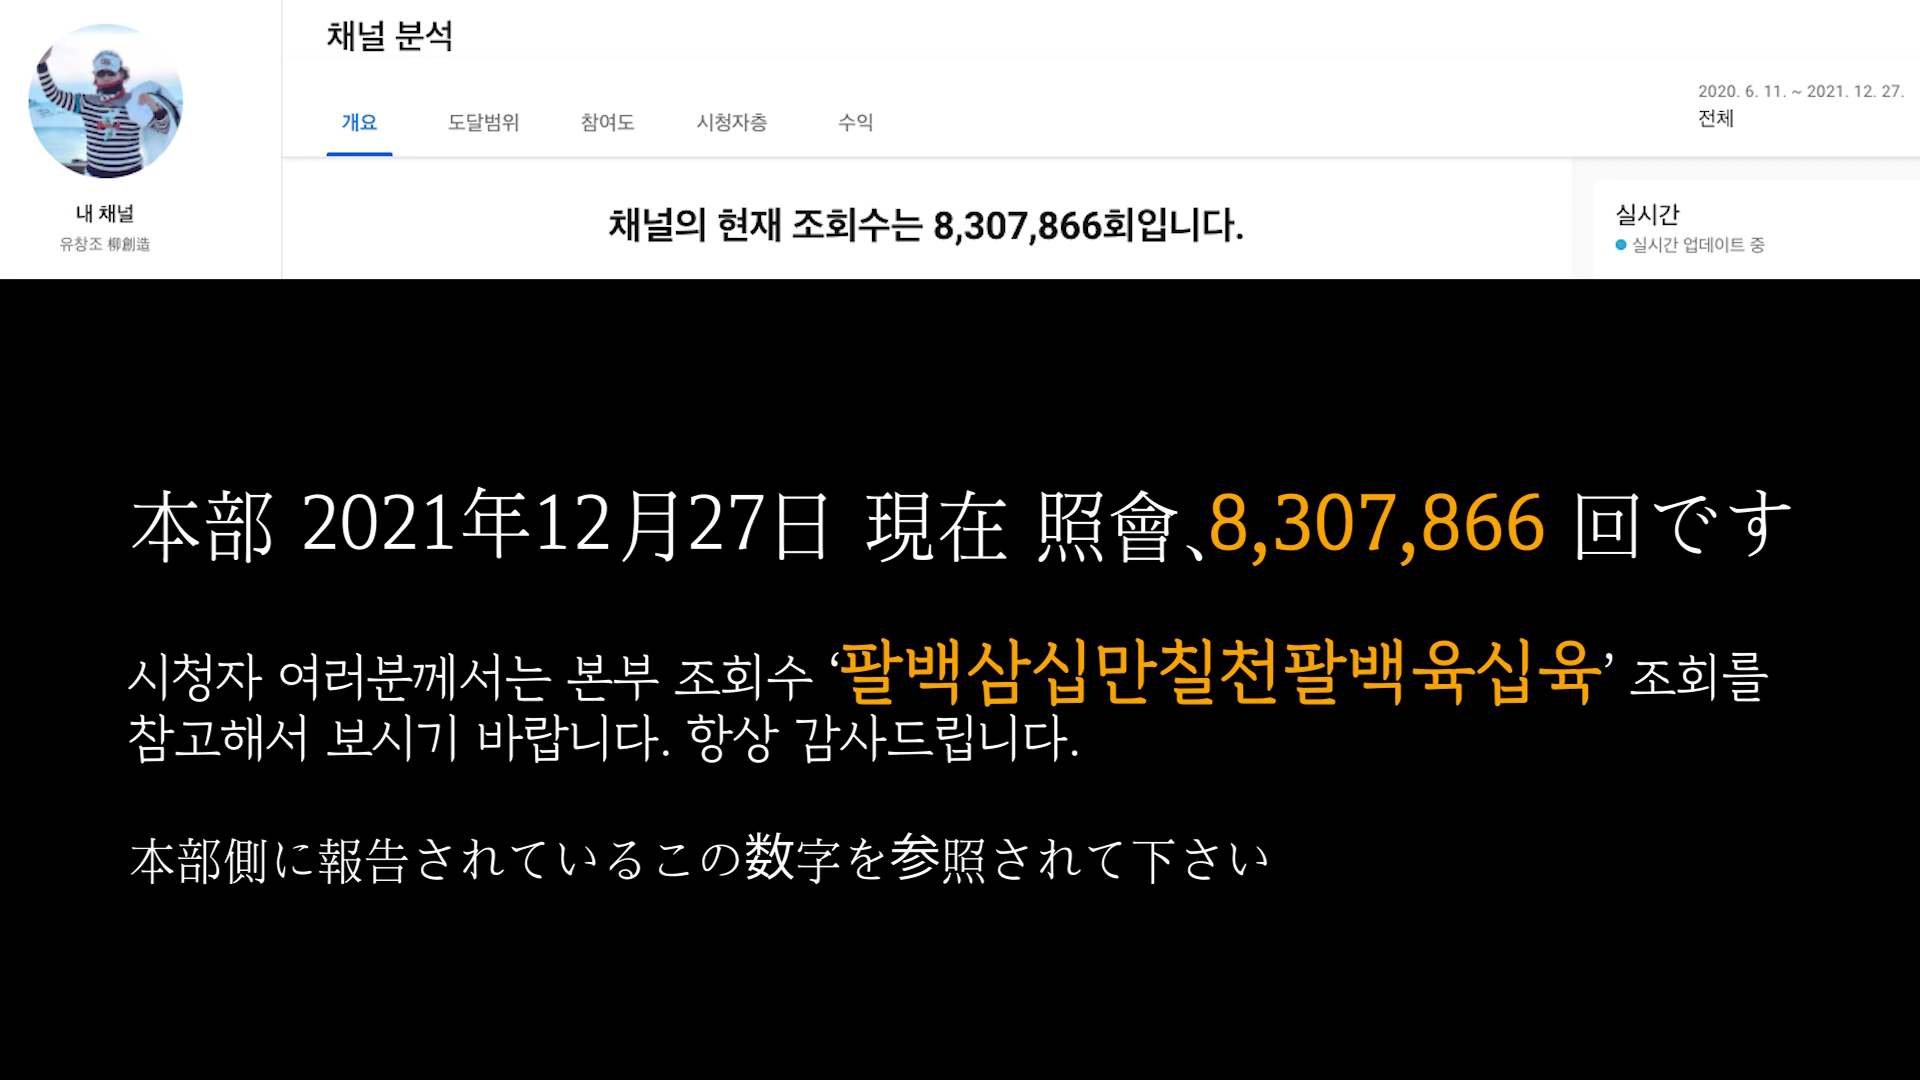 채널 분석
2020. 6. 11. ~ 2021. 12. 27.
전체
개요 도달범위 참여도 시청자층 수익
내 채널
유창조 柳創造
채널의 현재 조회수는 8,307,866회입니다.
실시간
실시간 업데이트 중
本部 2021年12月27日 現在 照會、8,307,866 回です
시청자 여러분께서는 본부 조회수 ‘팔백삼십만칠천팔백육십육’ 조회를
참고해서 보시기 바랍니다. 항상 감사드립니다.
本部側に報告されているこの数字を参照されて下さい